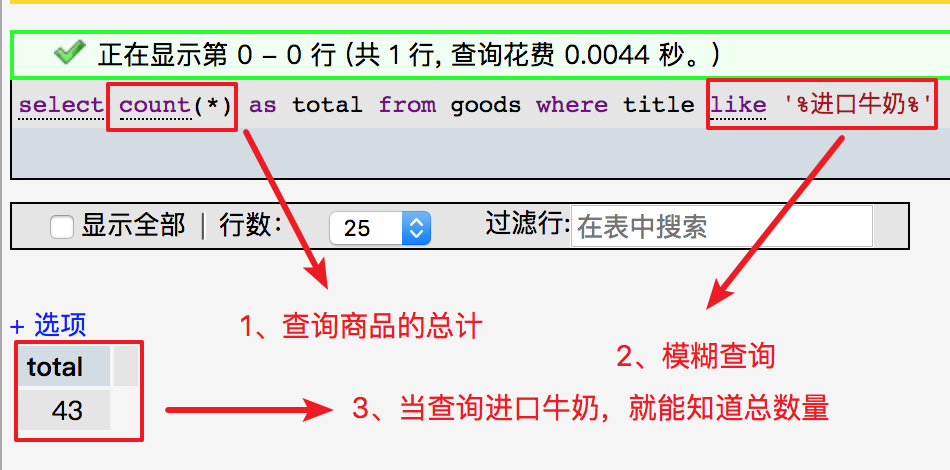 正在显示第 0 - 0 行 (共 1 行, 查询花费 0.0044 秒。)
select count(*) as total from goods where title like '%进口牛奶%'
显示全部 | 行数: 25 过滤行: 在表中搜索
1、查询商品的总计
+ 选项
2、模糊查询
total
43
3、当查询进口牛奶，就能知道总数量